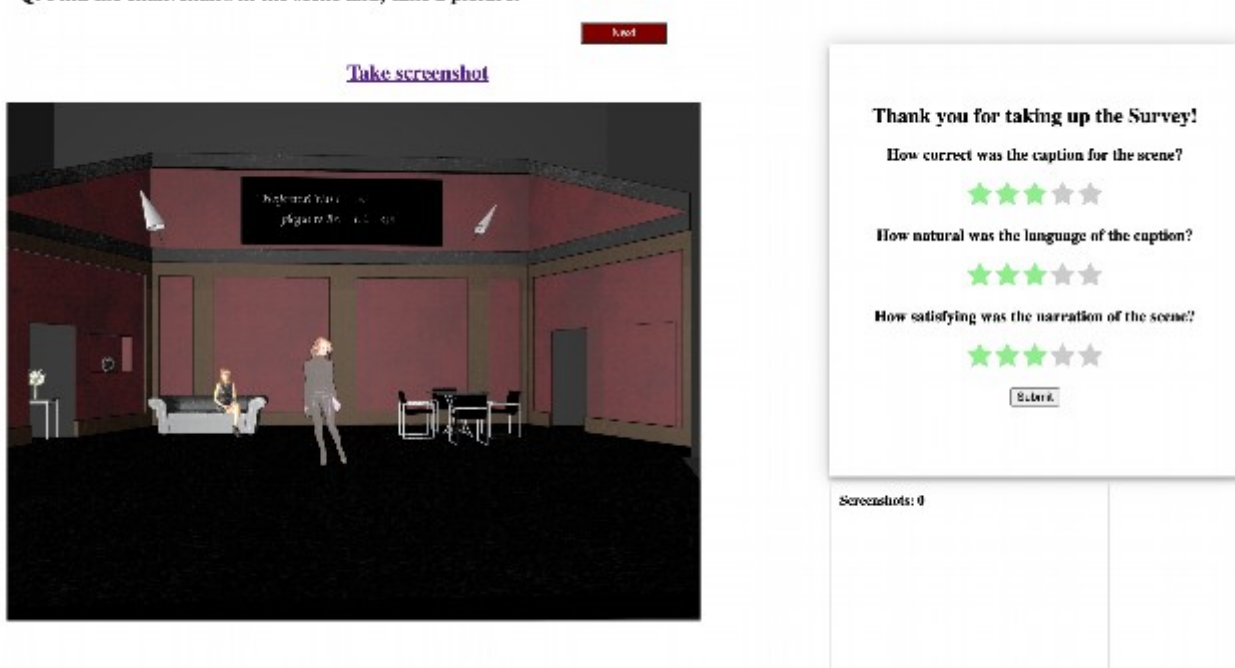 Next
Take screenshot
Thank you for taking up the Survey!
How correct was the caption for the scene?
How natural was the language of the caption?
How satisfying was the narration of the scene?
Submit
Screenshots: 0